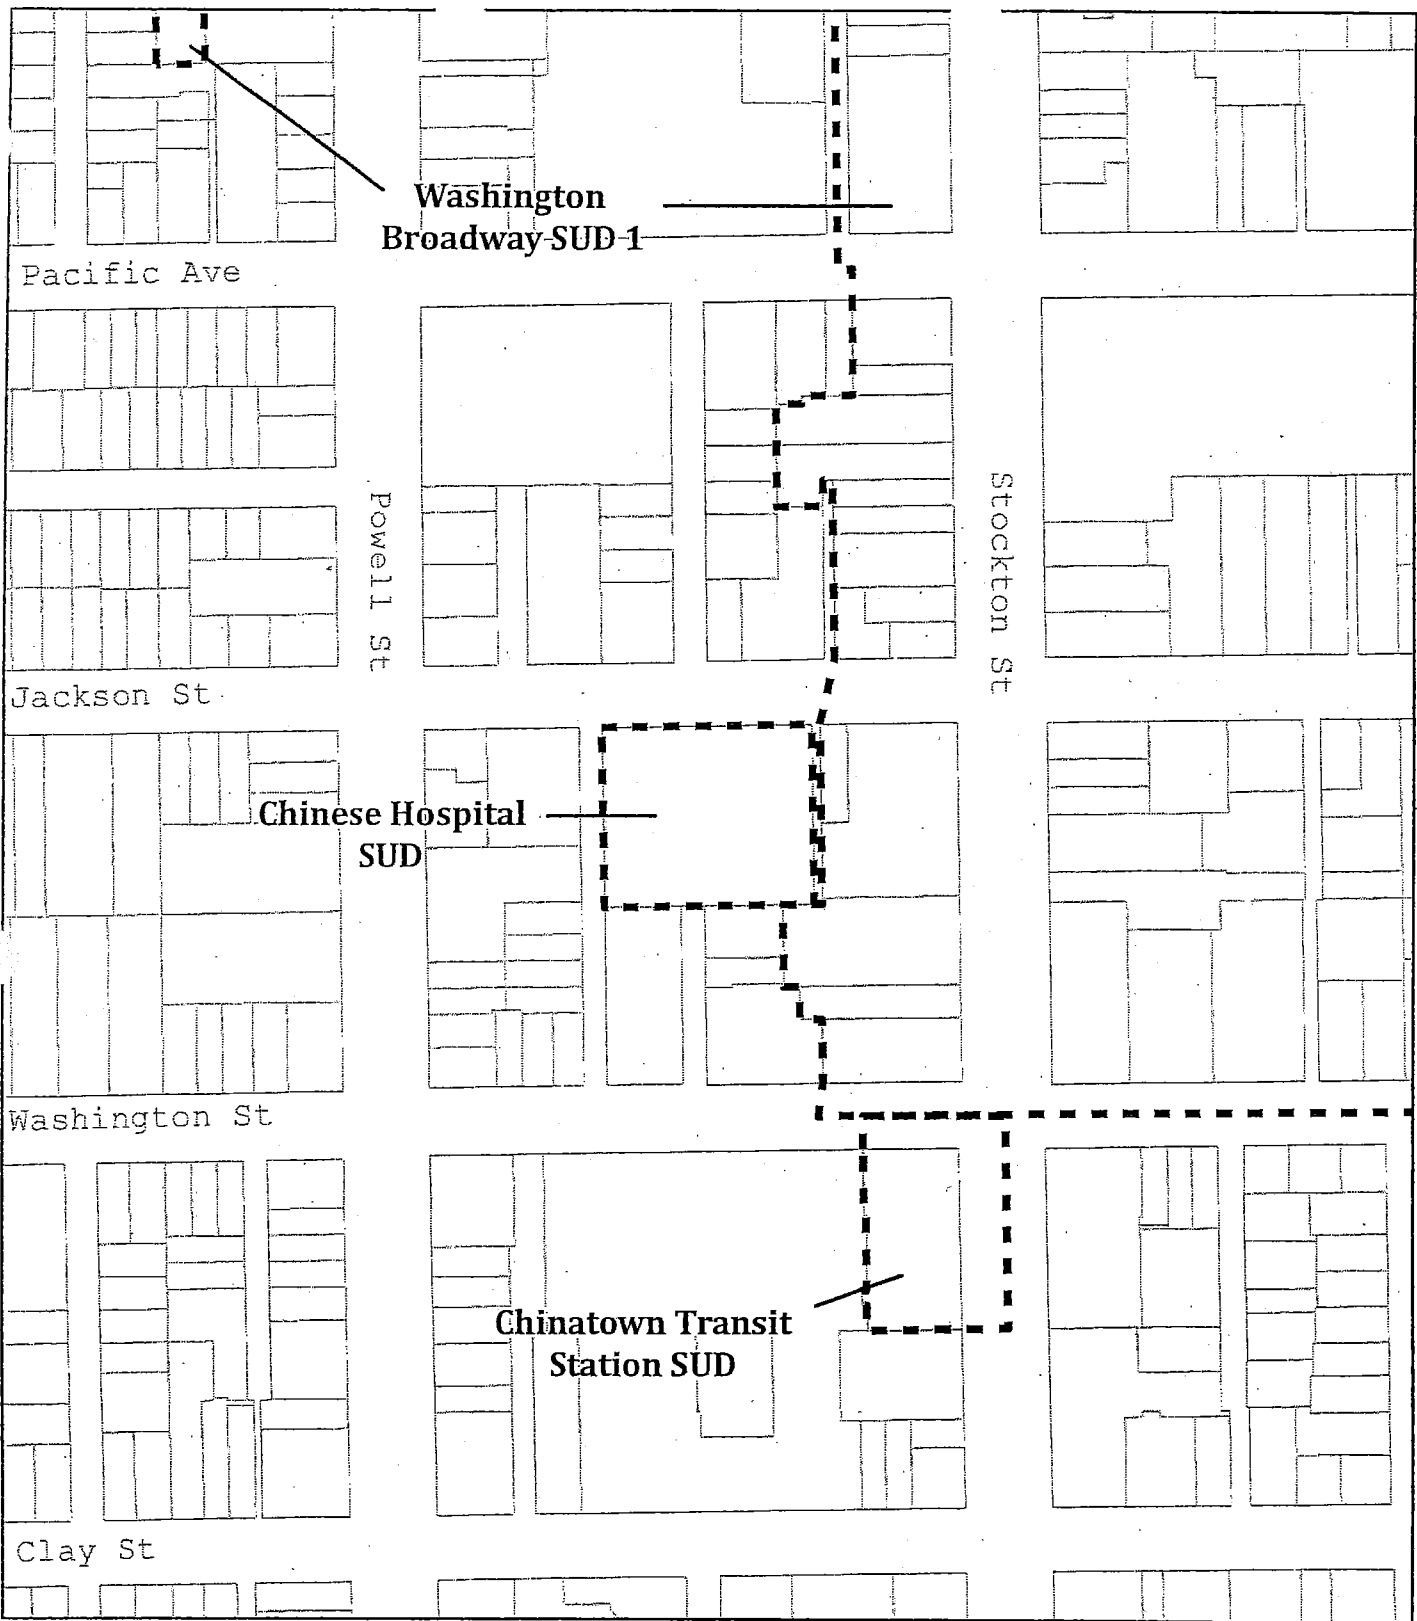 Washington
Broadway SUD 1
Pacific Ave
Powell St
Stockton St
Jackson St
Chinese Hospital
SUD
Washington St
Chinatown Transit
Station SUD
Clay St